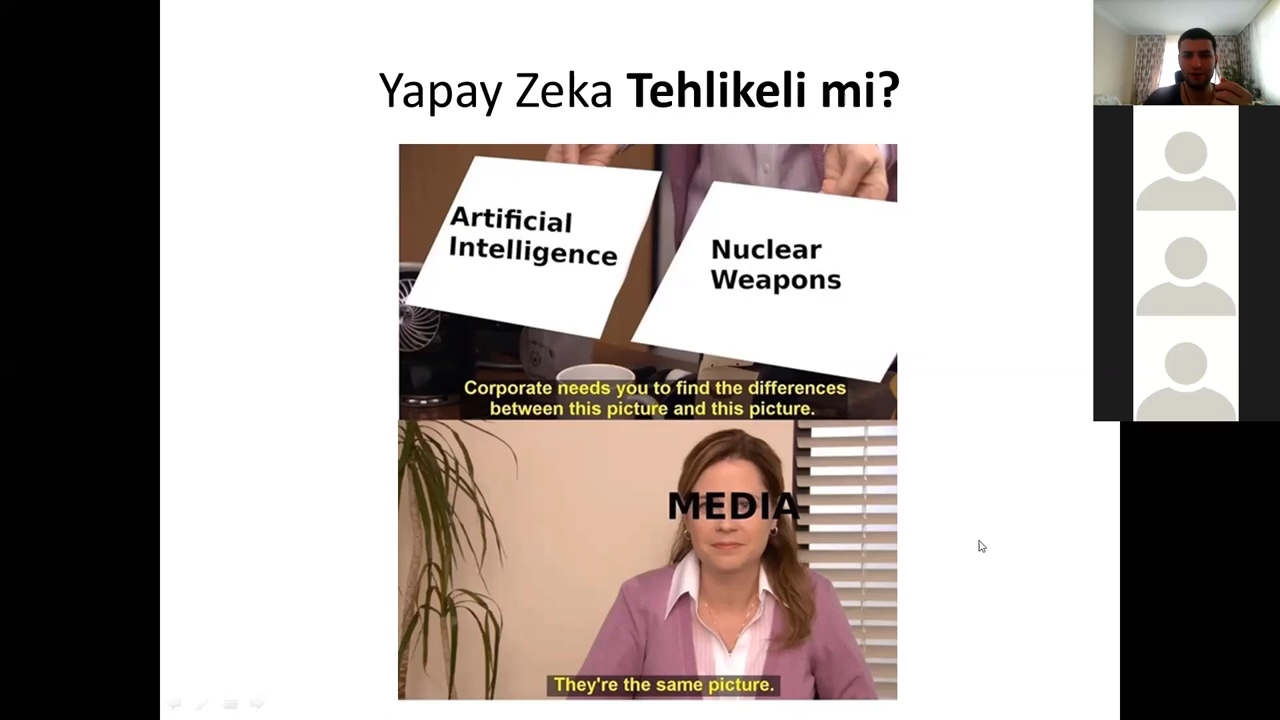 Yapay Zeka Tehlikeli mi?
Artificial
Intelligence
Nuclear
Weapons
Corporate needs you to find the differences
between this picture and this picture.
MEDIA
They're the same picture.